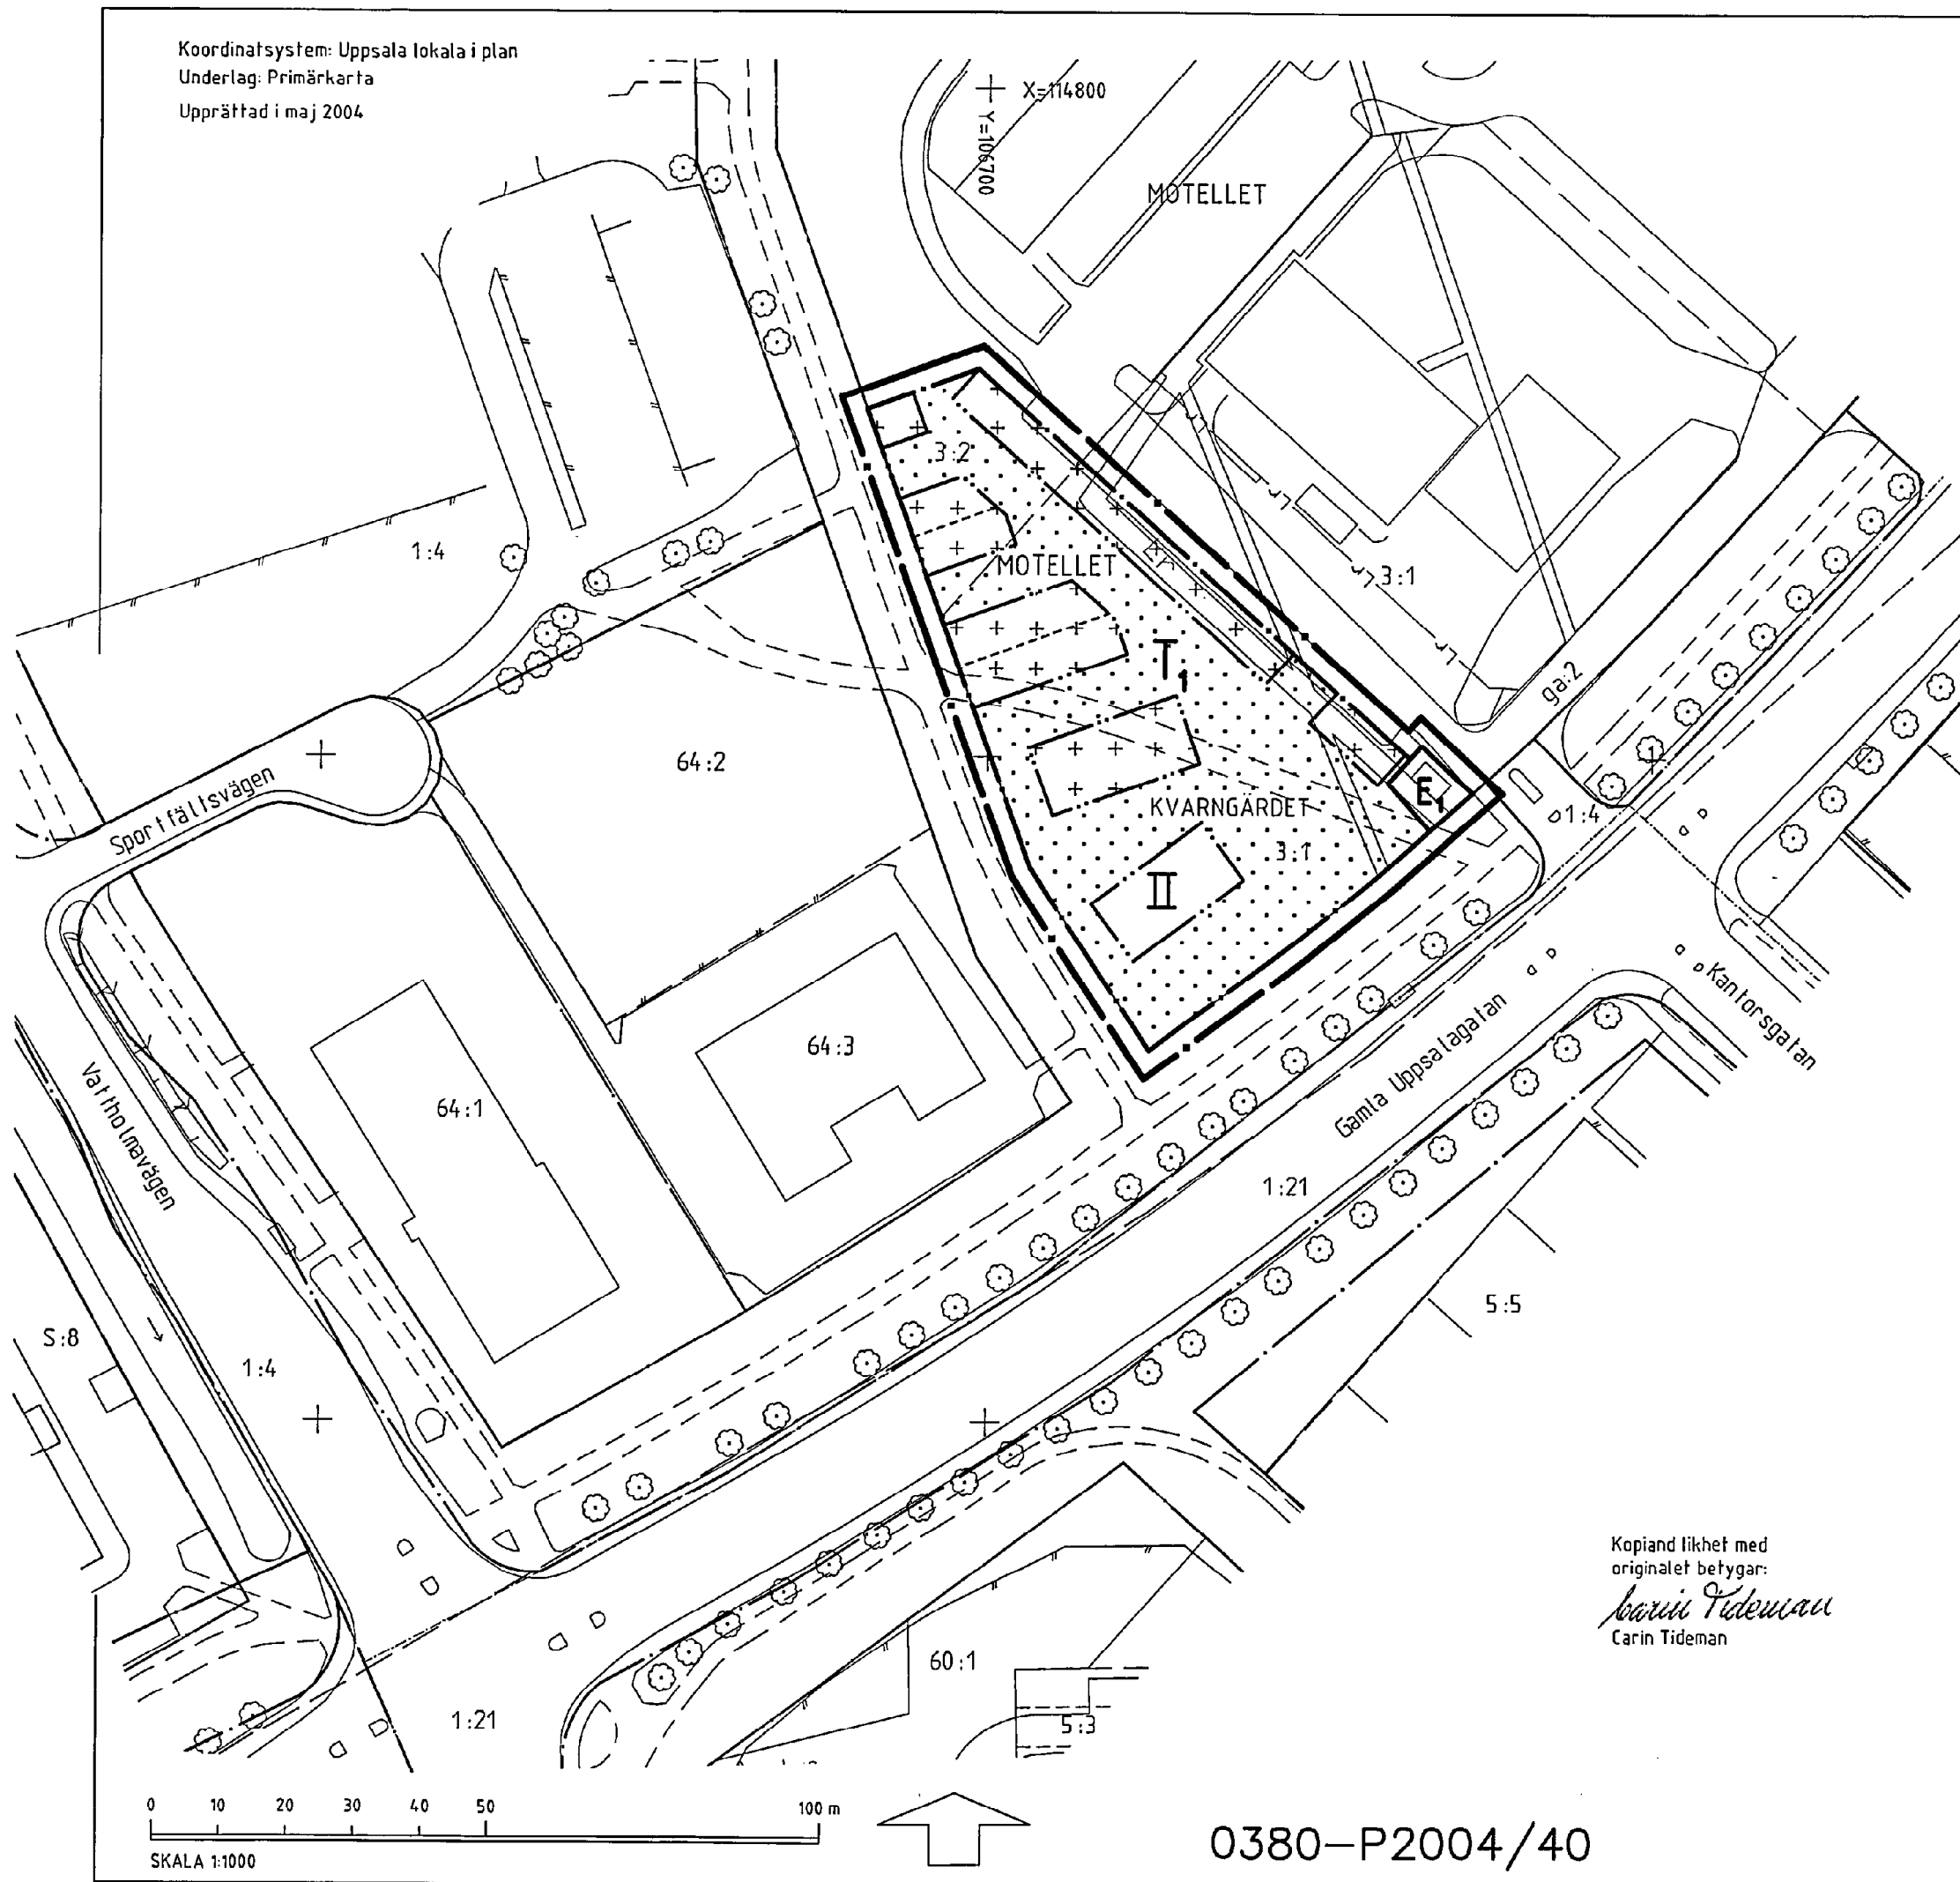 Koordinatsystem: Uppsala lokala i plan
Underlag: Primärkarta
Upprättad i maj 2004
X=114800
Y=106700
MOTELLET
3:2
1:4
MOTELLET
3:1
T1
ga:2
64:2
Sportfältsvägen
E1
KVARNGÄRDET
1:4
3:1
II
Kantorsgatan
64:3
Gamla Uppsalagatan
Vattholmavägen
64:1
1:21
5:5
S:8
1:4
Kopiand likhet med
originalet betygar:
Carin Tideman
Carin Tideman
60:1
1:21
5:3
0 10 20 30 40 50 100 m
SKALA 1:1000
0380-P2004/40